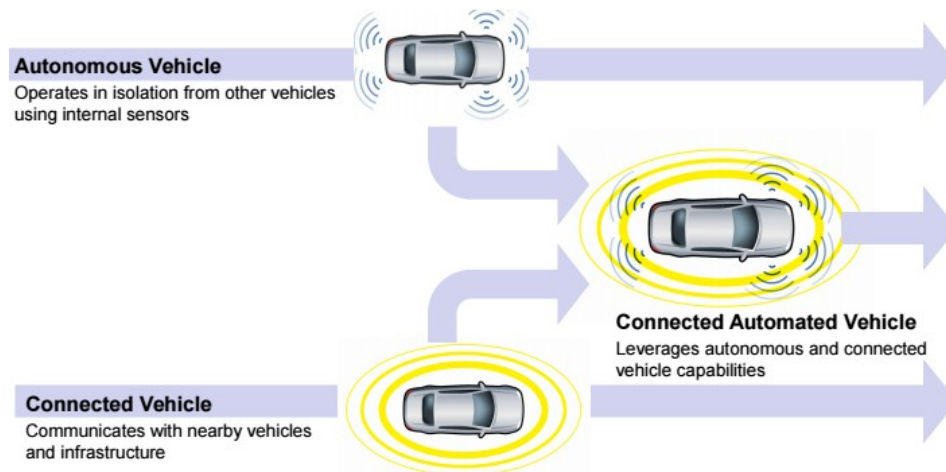 Autonomous Vehicle
Operates in isolation from other vehicles
using internal sensors
Connected Automated Vehicle
Leverages autonomous and connected
vehicle capabilities
Connected Vehicle
Communicates with nearby vehicles
and infrastructure